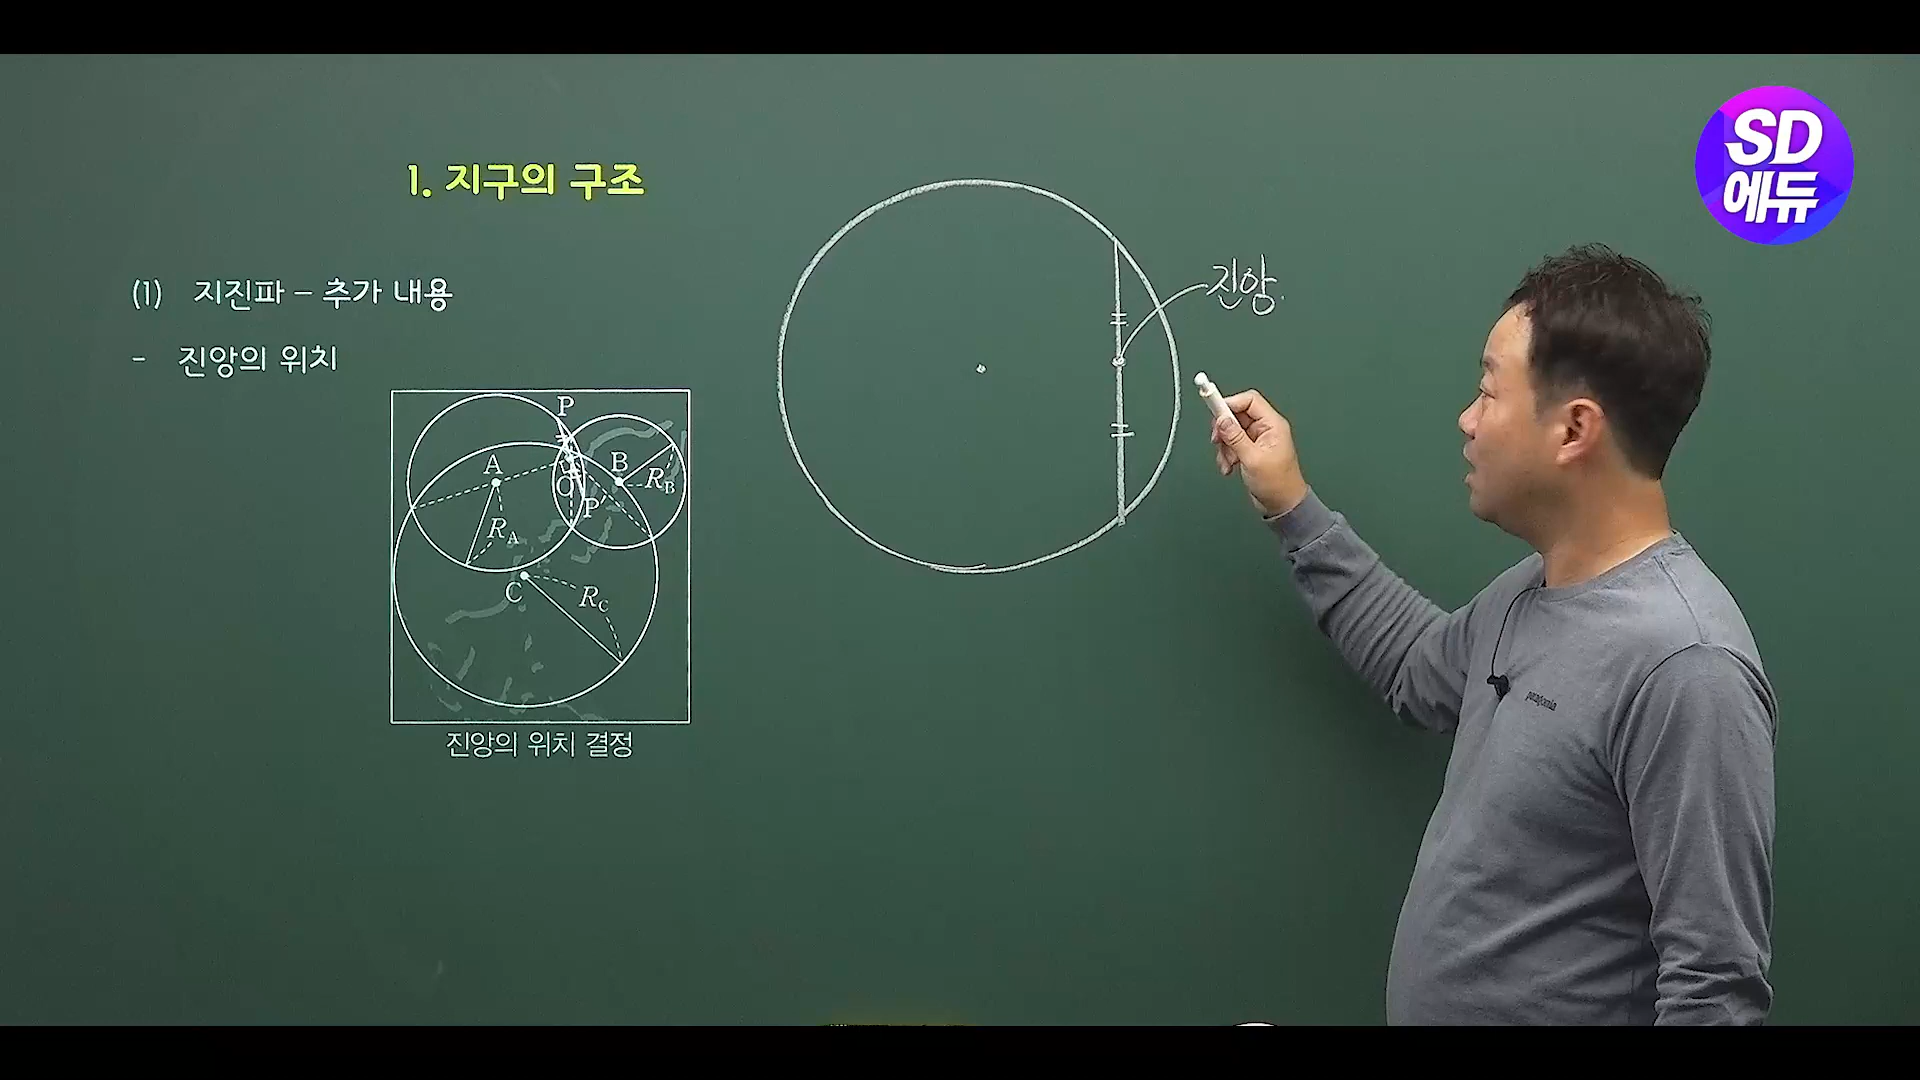 SD
에듀
1. 지구의 구조
(1) 지진파 – 추가 내용
- 진앙의 위치
진앙.
P
A
B
O
R_B
P'
R_A
C
R_C
진앙의 위치 결정
patagonia